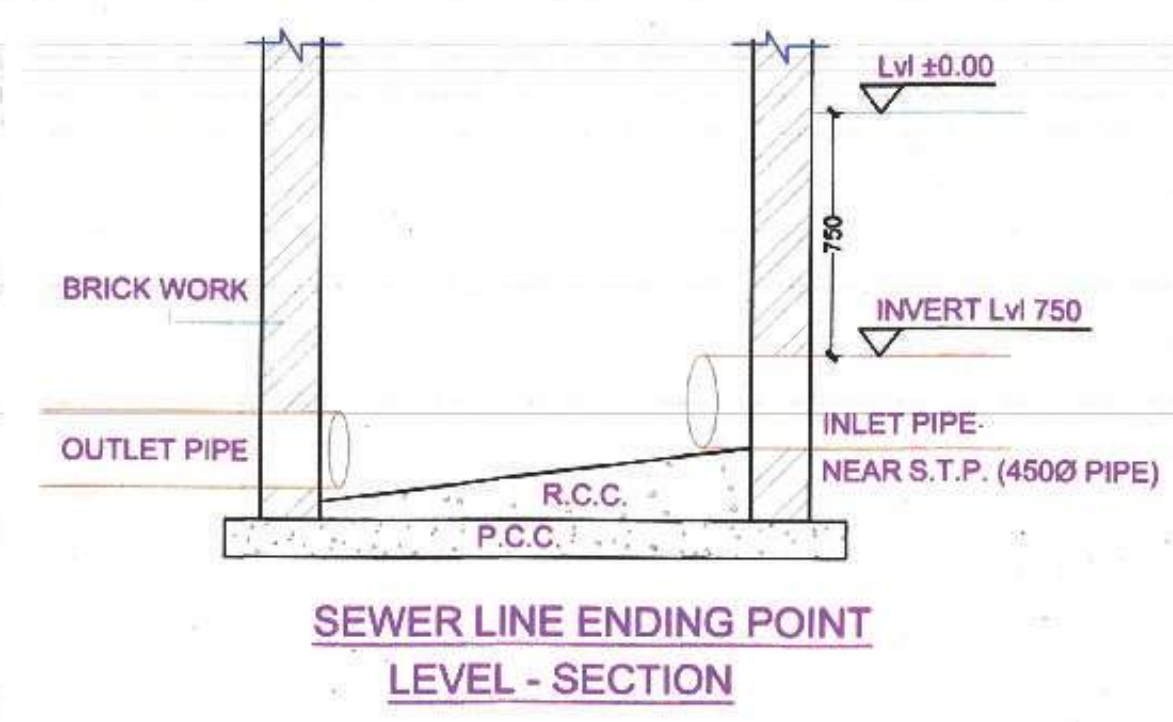 Lvl ±0.00
750
BRICK WORK
INVERT Lvl 750
OUTLET PIPE
INLET PIPE
NEAR S.T.P. (450Ø PIPE)
R.C.C.
P.C.C.
SEWER LINE ENDING POINT
LEVEL - SECTION